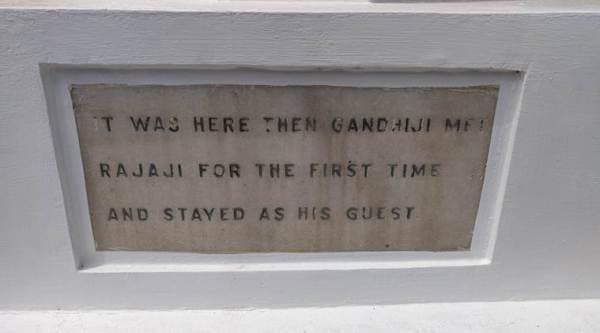 IT WAS HERE THEN GANDHIJI MET
RAJAJI FOR THE FIRST TIME
AND STAYED AS HIS GUEST